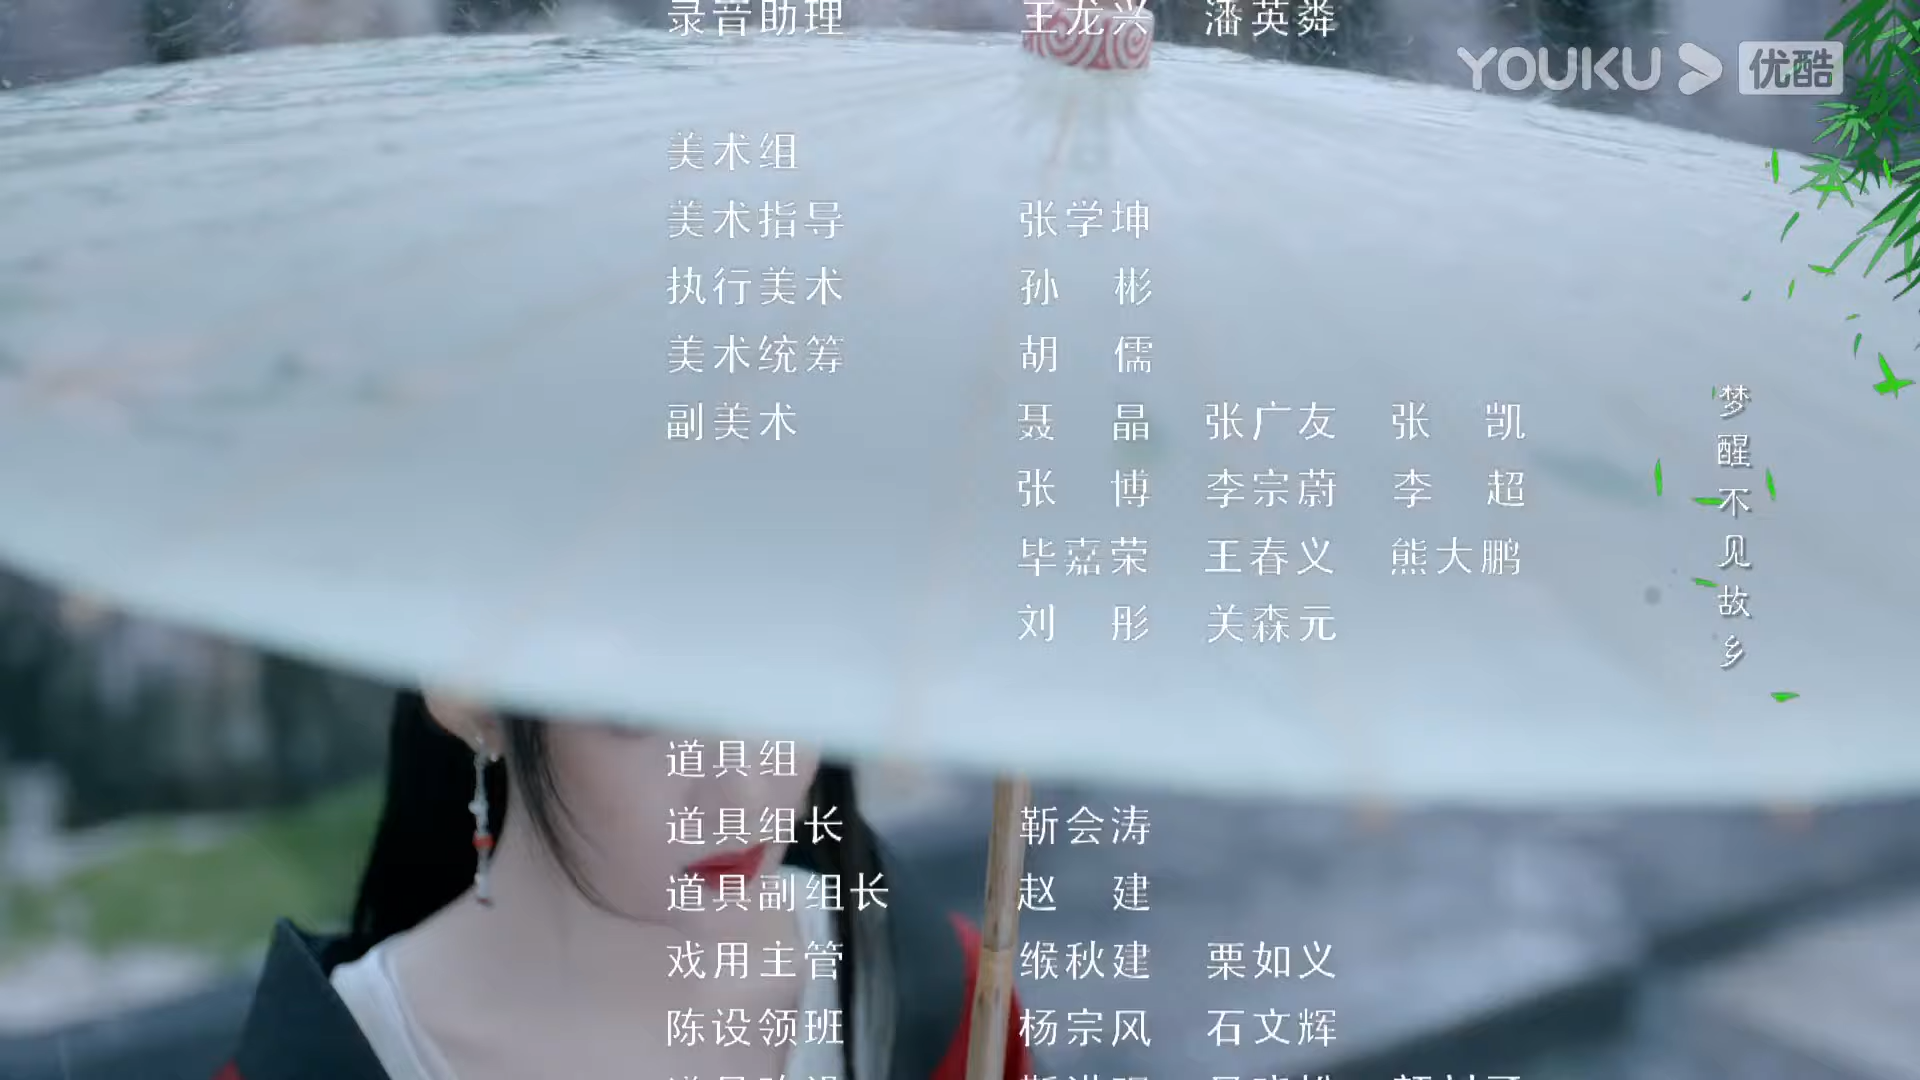 录音助理 王龙兴 潘英粦
YOUKU 优酷
美术组
美术指导 张学坤
执行美术 孙彬
美术统筹 胡儒
副美术 聂晶 张广友 张凯
张博 李宗蔚 李超
毕嘉荣 王春义 熊大鹏
刘彤 关森元
梦醒不见故乡
道具组
道具组长 靳会涛
道具副组长 赵建
戏用主管 缑秋建 栗如义
陈设领班 杨宗风 石文辉